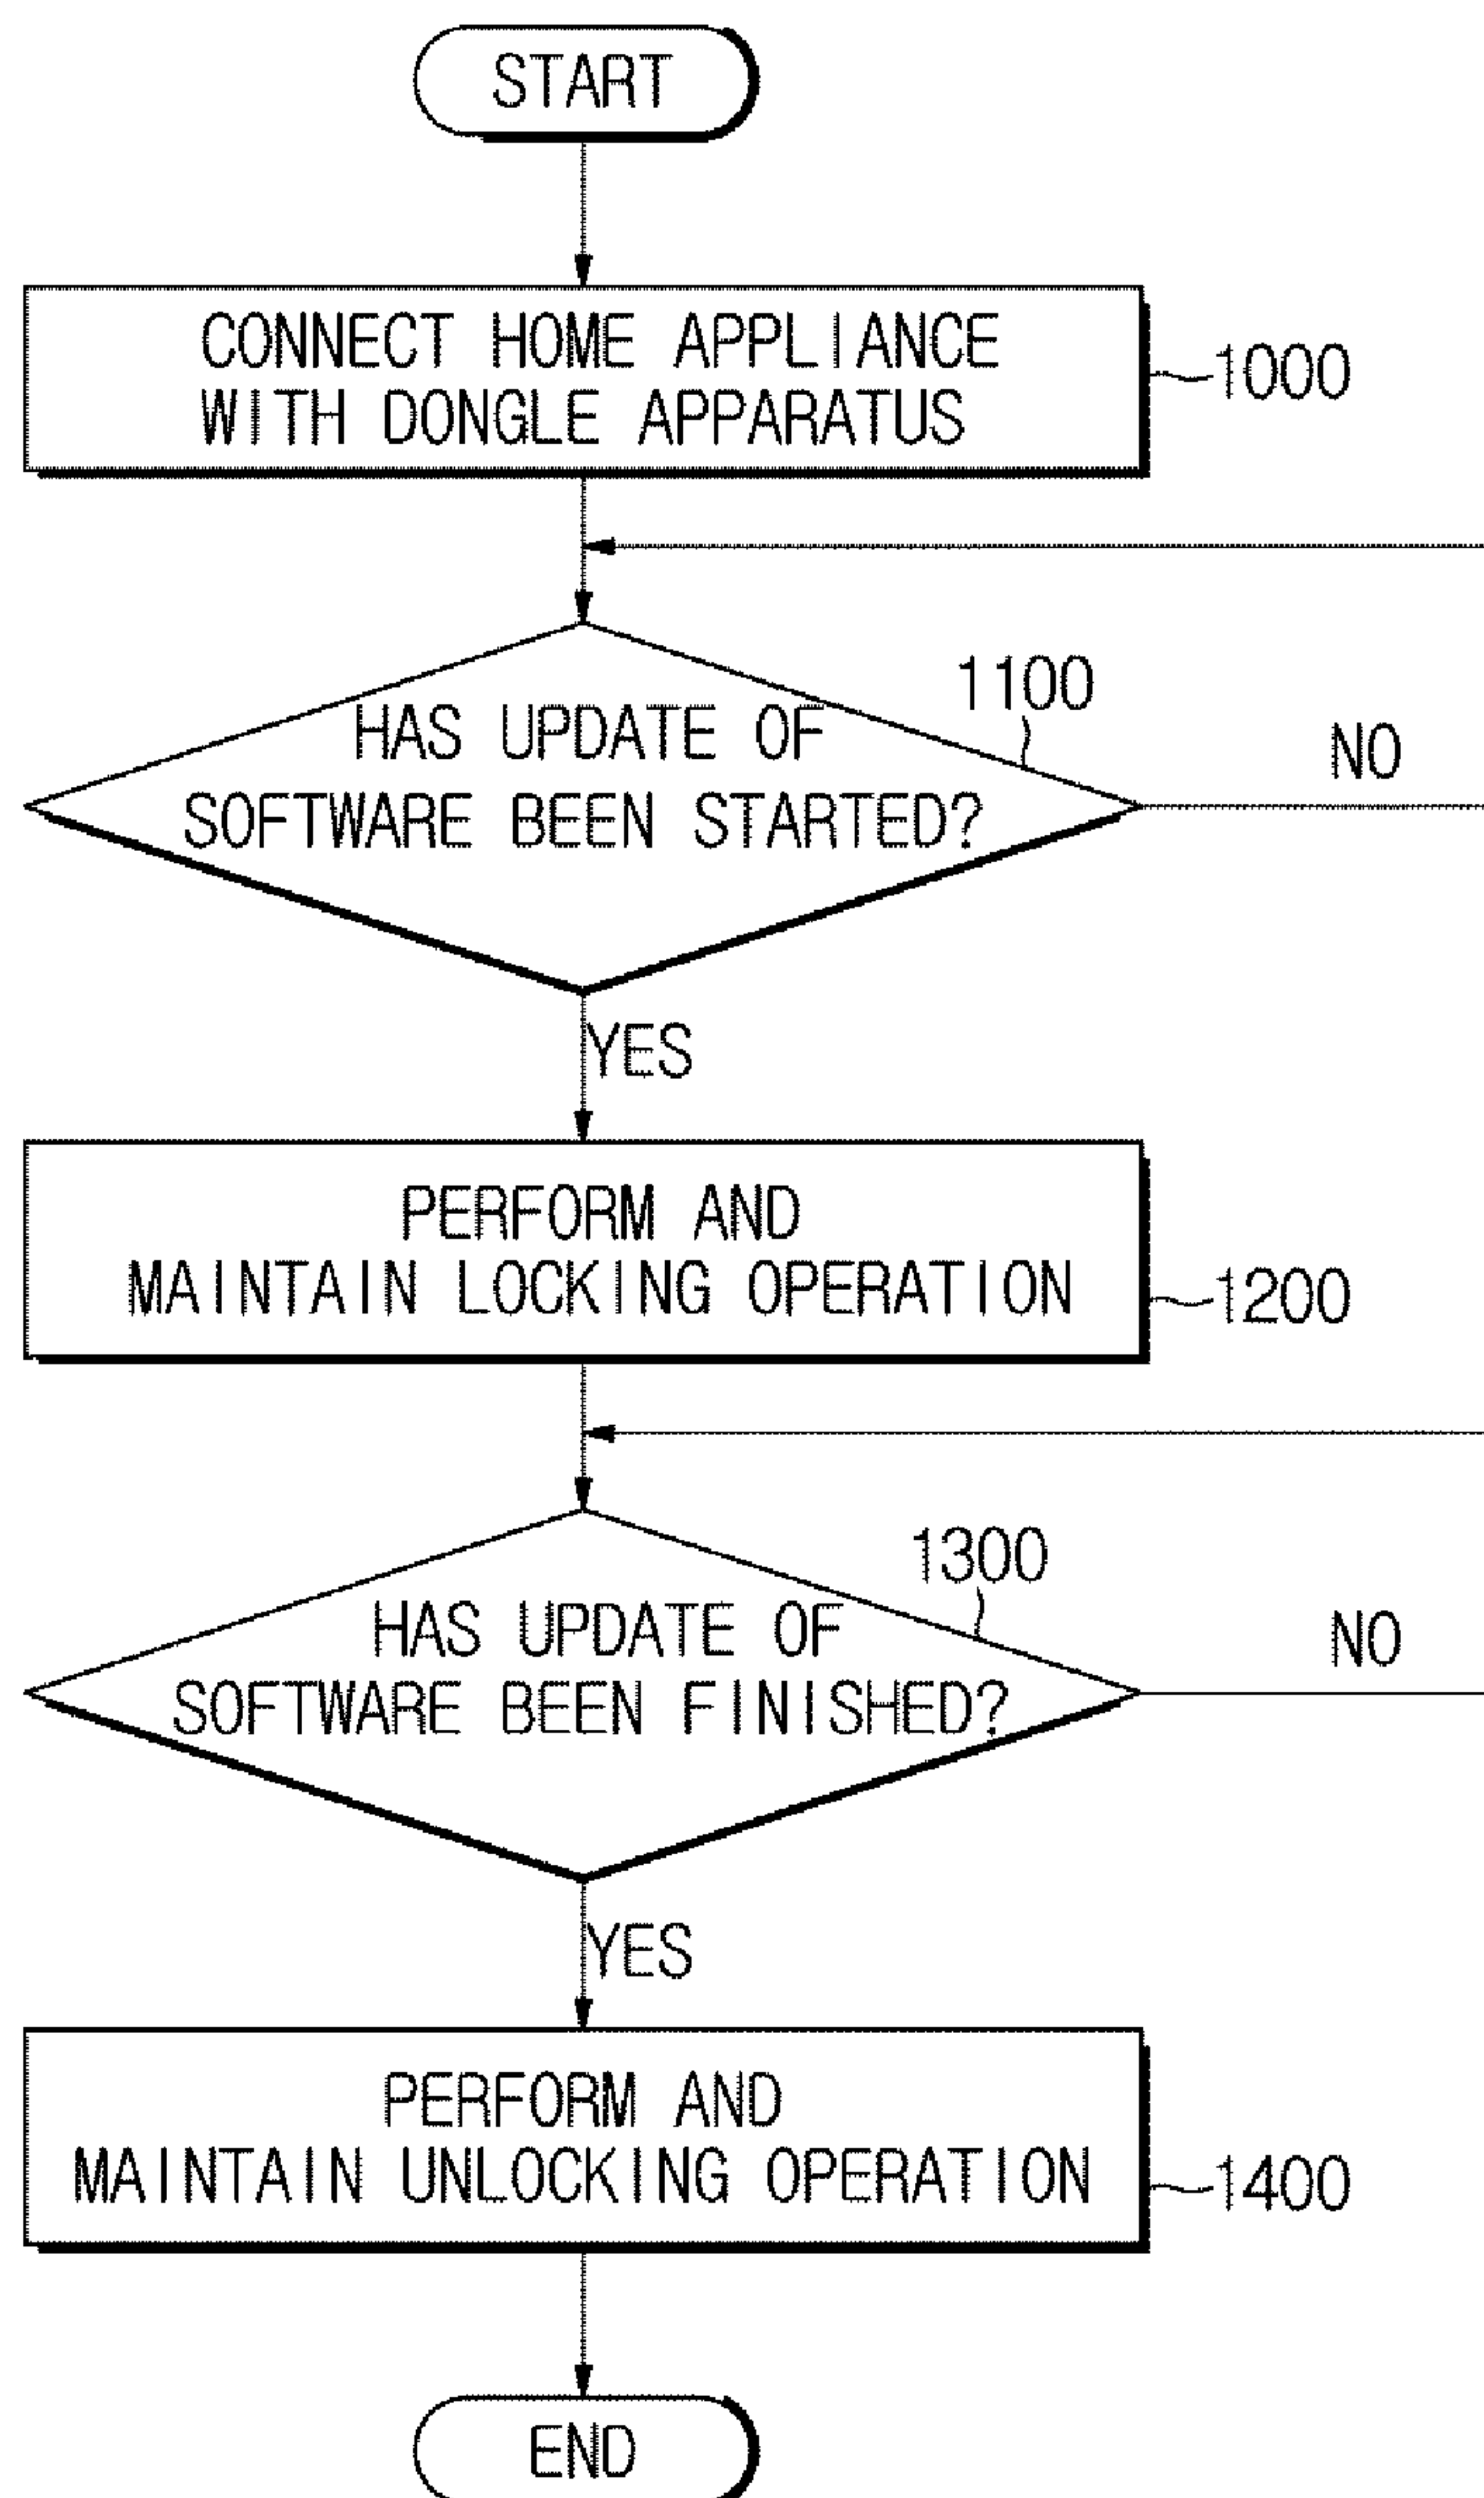 START
CONNECT HOME APPLIANCE
WITH DONGLE APPARATUS
1000
1100
HAS UPDATE OF
SOFTWARE BEEN STARTED?
NO
YES
PERFORM AND
MAINTAIN LOCKING OPERATION
1200
1300
HAS UPDATE OF
SOFTWARE BEEN FINISHED?
NO
YES
PERFORM AND
MAINTAIN UNLOCKING OPERATION
1400
END